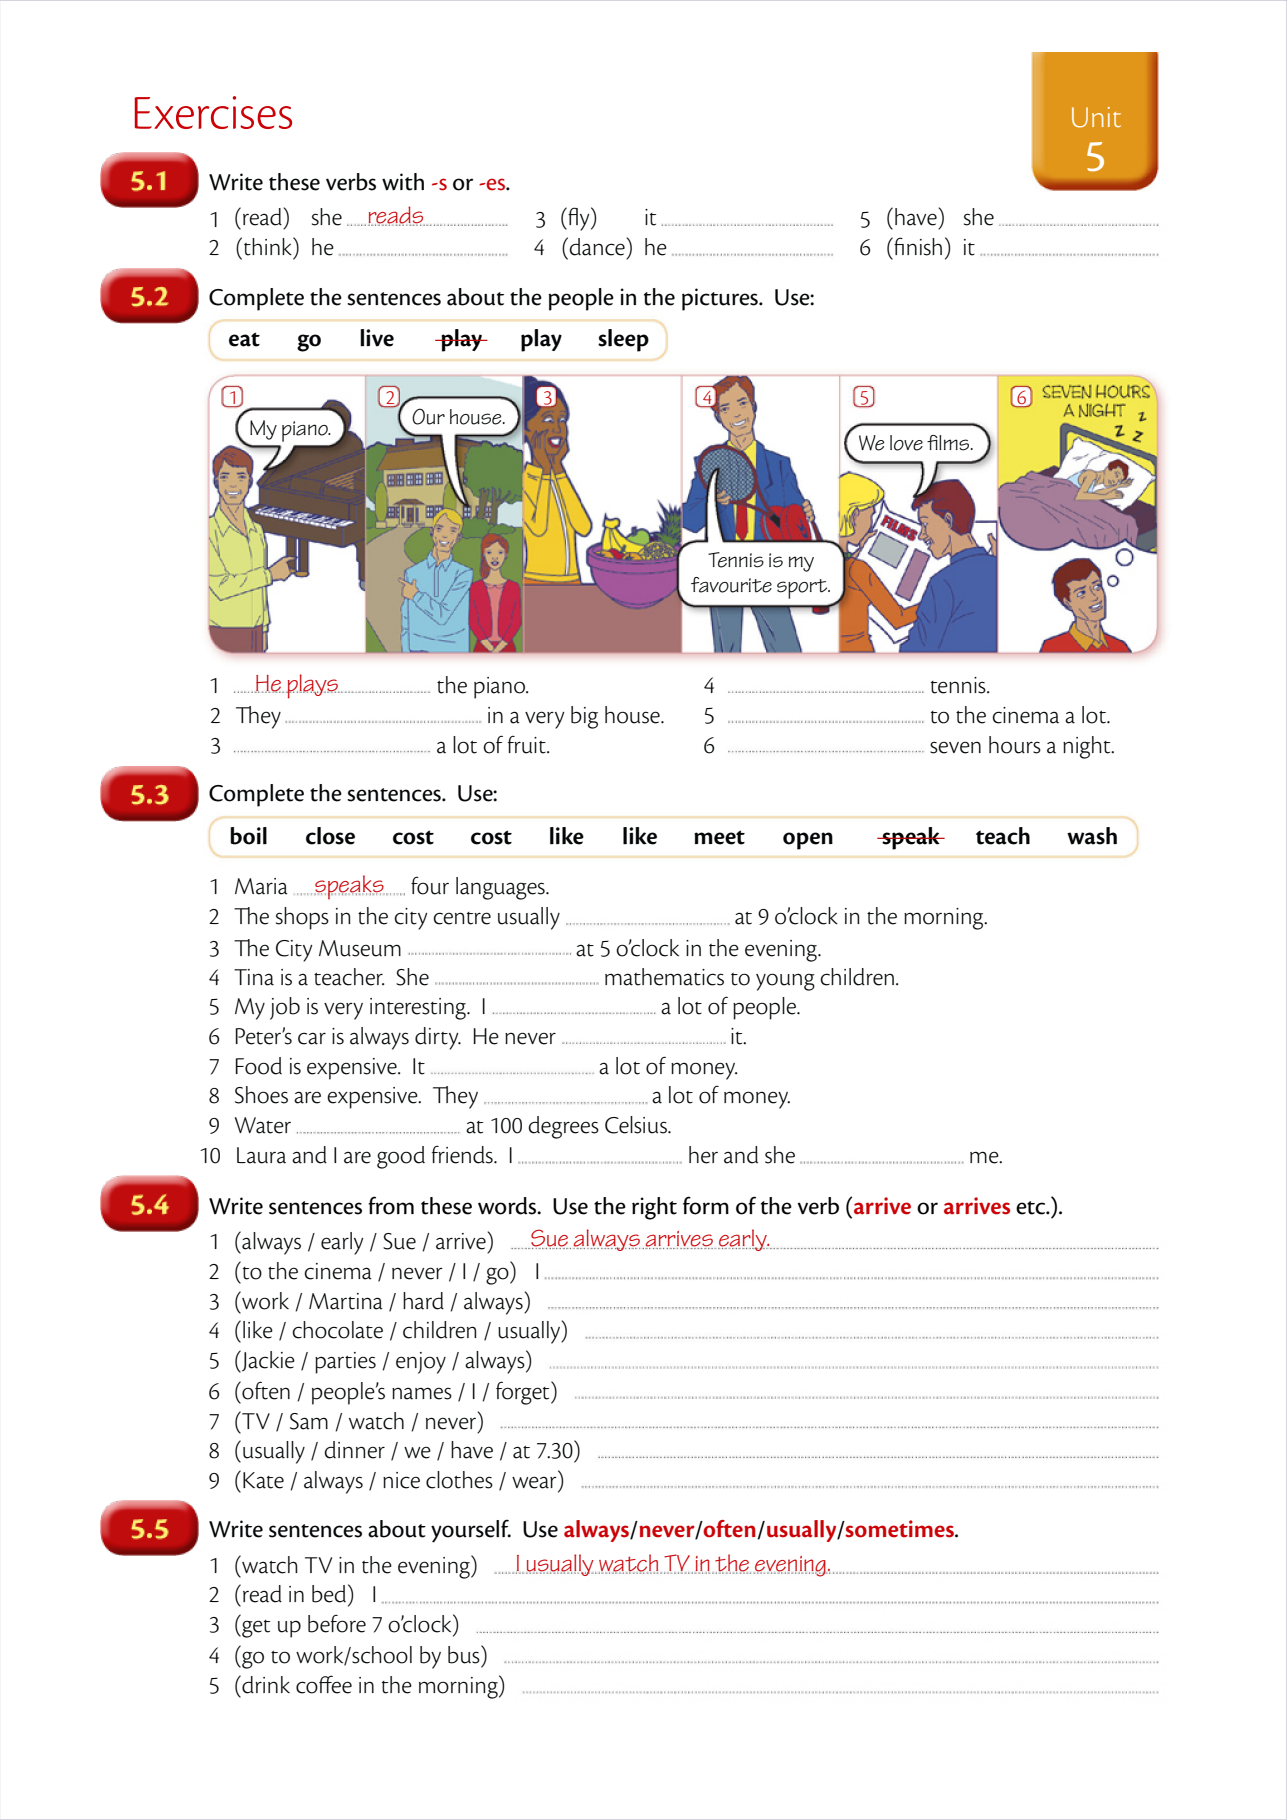 Exercises
Unit
5
5.1 Write these verbs with -s or -es.
1 (read) she reads 3 (fly) it 5 (have) she
2 (think) he 4 (dance) he 6 (finish) it
5.2 Complete the sentences about the people in the pictures. Use:
eat go live play play sleep
1 2 3 4 5 6
SEVEN HOURS
A NIGHT
z
z z
My piano.
Our house.
We love films.
FILMS
Tennis is my
favourite sport.
1 He plays the piano. 4 tennis.
2 They in a very big house. 5 to the cinema a lot.
3 a lot of fruit. 6 seven hours a night.
5.3 Complete the sentences. Use:
boil close cost cost like like meet open speak teach wash
1 Maria speaks four languages.
2 The shops in the city centre usually at 9 o'clock in the morning.
3 The City Museum at 5 o'clock in the evening.
4 Tina is a teacher. She mathematics to young children.
5 My job is very interesting. I a lot of people.
6 Peter's car is always dirty. He never it.
7 Food is expensive. It a lot of money.
8 Shoes are expensive. They a lot of money.
9 Water at 100 degrees Celsius.
10 Laura and I are good friends. I her and she me.
5.4 Write sentences from these words. Use the right form of the verb (arrive or arrives etc.).
1 (always / early / Sue / arrive) Sue always arrives early.
2 (to the cinema / never / I / go) I
3 (work / Martina / hard / always)
4 (like / chocolate / children / usually)
5 (Jackie / parties / enjoy / always)
6 (often / people's names / I / forget)
7 (TV / Sam / watch / never)
8 (usually / dinner / we / have / at 7.30)
9 (Kate / always / nice clothes / wear)
5.5 Write sentences about yourself. Use always/never/often/usually/sometimes.
1 (watch TV in the evening) I usually watch TV in the evening.
2 (read in bed) I
3 (get up before 7 o'clock)
4 (go to work/school by bus)
5 (drink coffee in the morning)